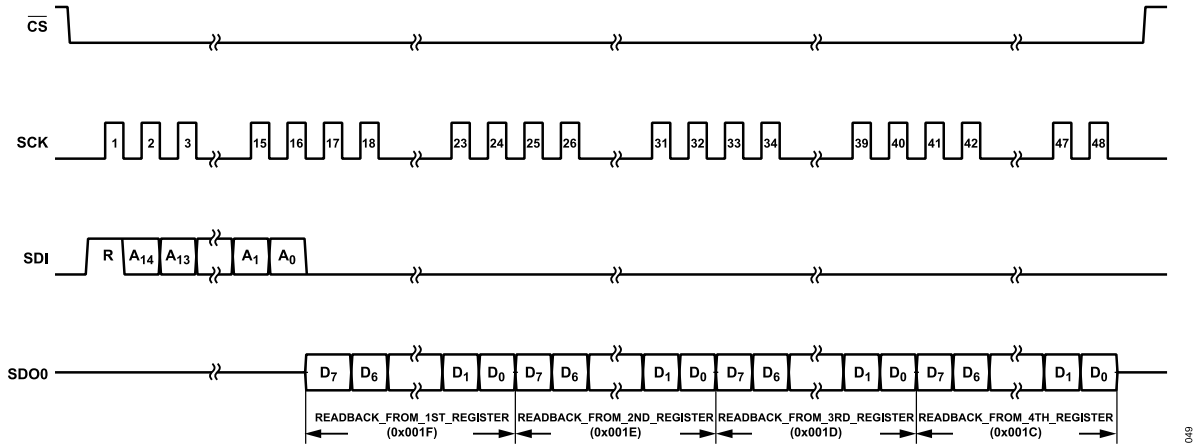 CS
SCK 1 2 3 15 16 17 18 23 24 25 26 31 32 33 34 39 40 41 42 47 48
SDI R A14 A13 A1 A0
SDO0 D7 D6 D1 D0 D7 D6 D1 D0 D7 D6 D1 D0 D7 D6 D1 D0
READBACK_FROM_1ST_REGISTER READBACK_FROM_2ND_REGISTER READBACK_FROM_3RD_REGISTER READBACK_FROM_4TH_REGISTER
(0x001F) (0x001E) (0x001D) (0x001C)
049